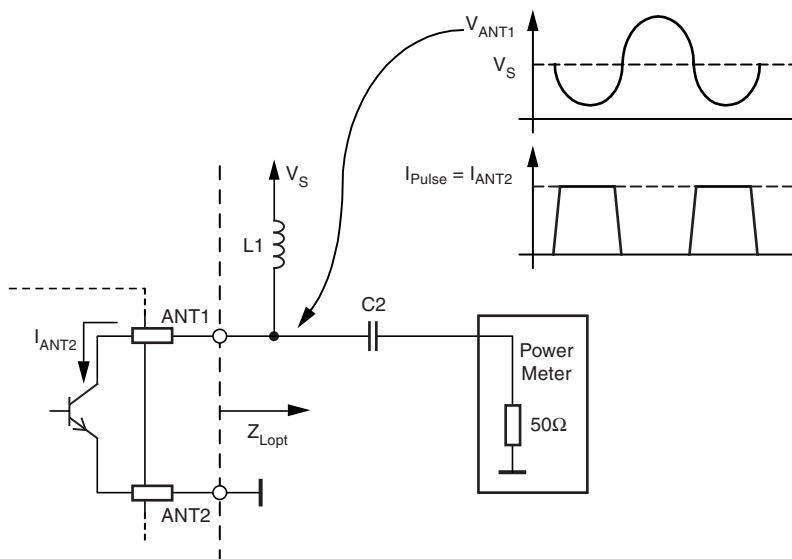 V_ANT1
V_S
I_Pulse = I_ANT2
V_S
L1
C2
ANT1
I_ANT2
Power
Meter
50Ω
Z_Lopt
ANT2